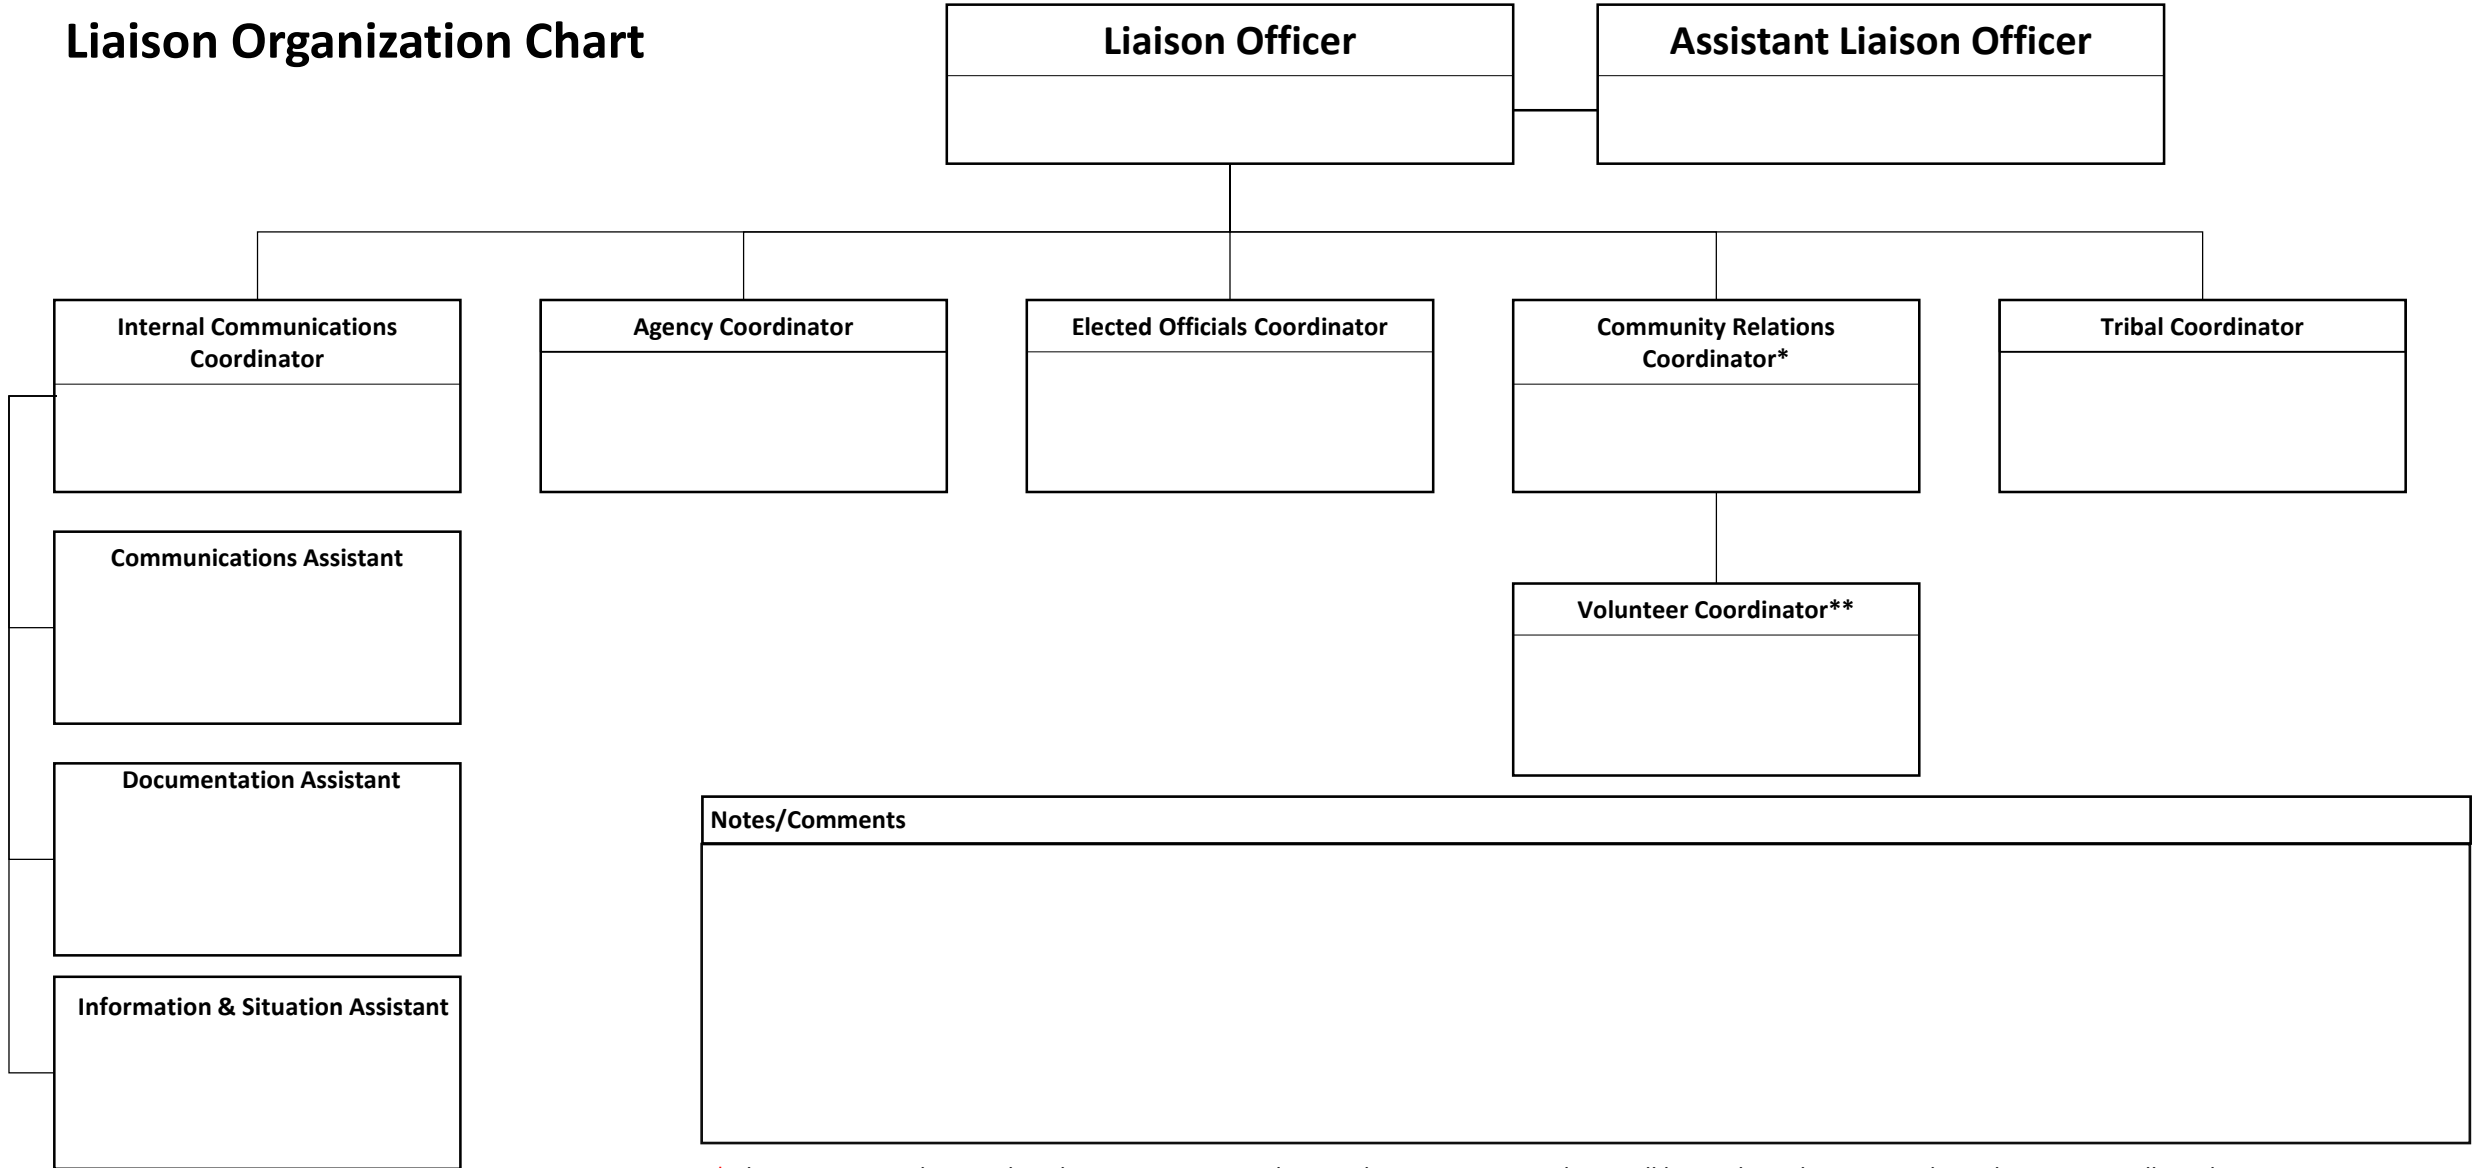 Liaison Organization Chart
Liaison Officer
Assistant Liaison Officer
Internal Communications
Coordinator
Agency Coordinator
Elected Officials Coordinator
Community Relations
Coordinator*
Tribal Coordinator
Communications Assistant
Volunteer Coordinator**
Documentation Assistant
Notes/Comments
Information & Situation Assistant